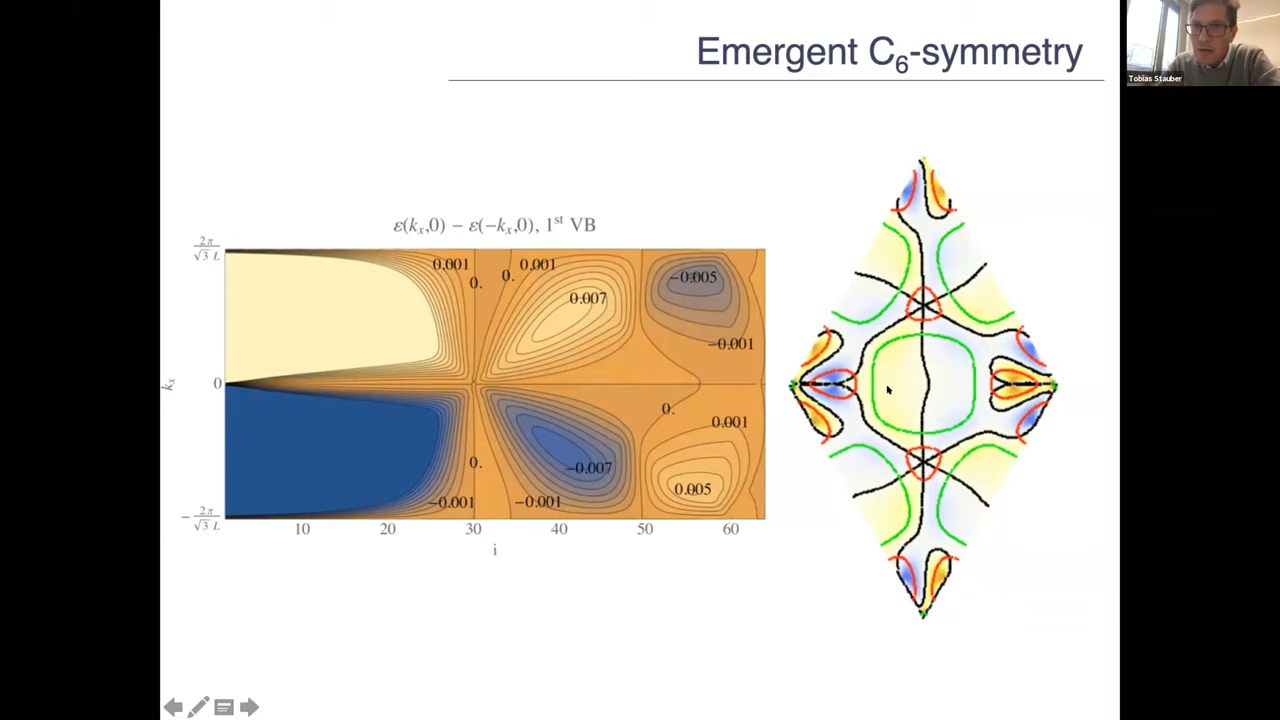 Emergent C₆-symmetry
Tobias Stauber
ε(kₓ,0) − ε(−kₓ,0), 1ˢᵗ VB
2π
√3 L
0.001
0.
0.
0.001
−0.005
0.007
−0.001
kₓ
0
0.
0.001
0.
−0.007
0.005
−0.001
−0.001
− 2π
√3 L
10
20
30
40
50
60
i